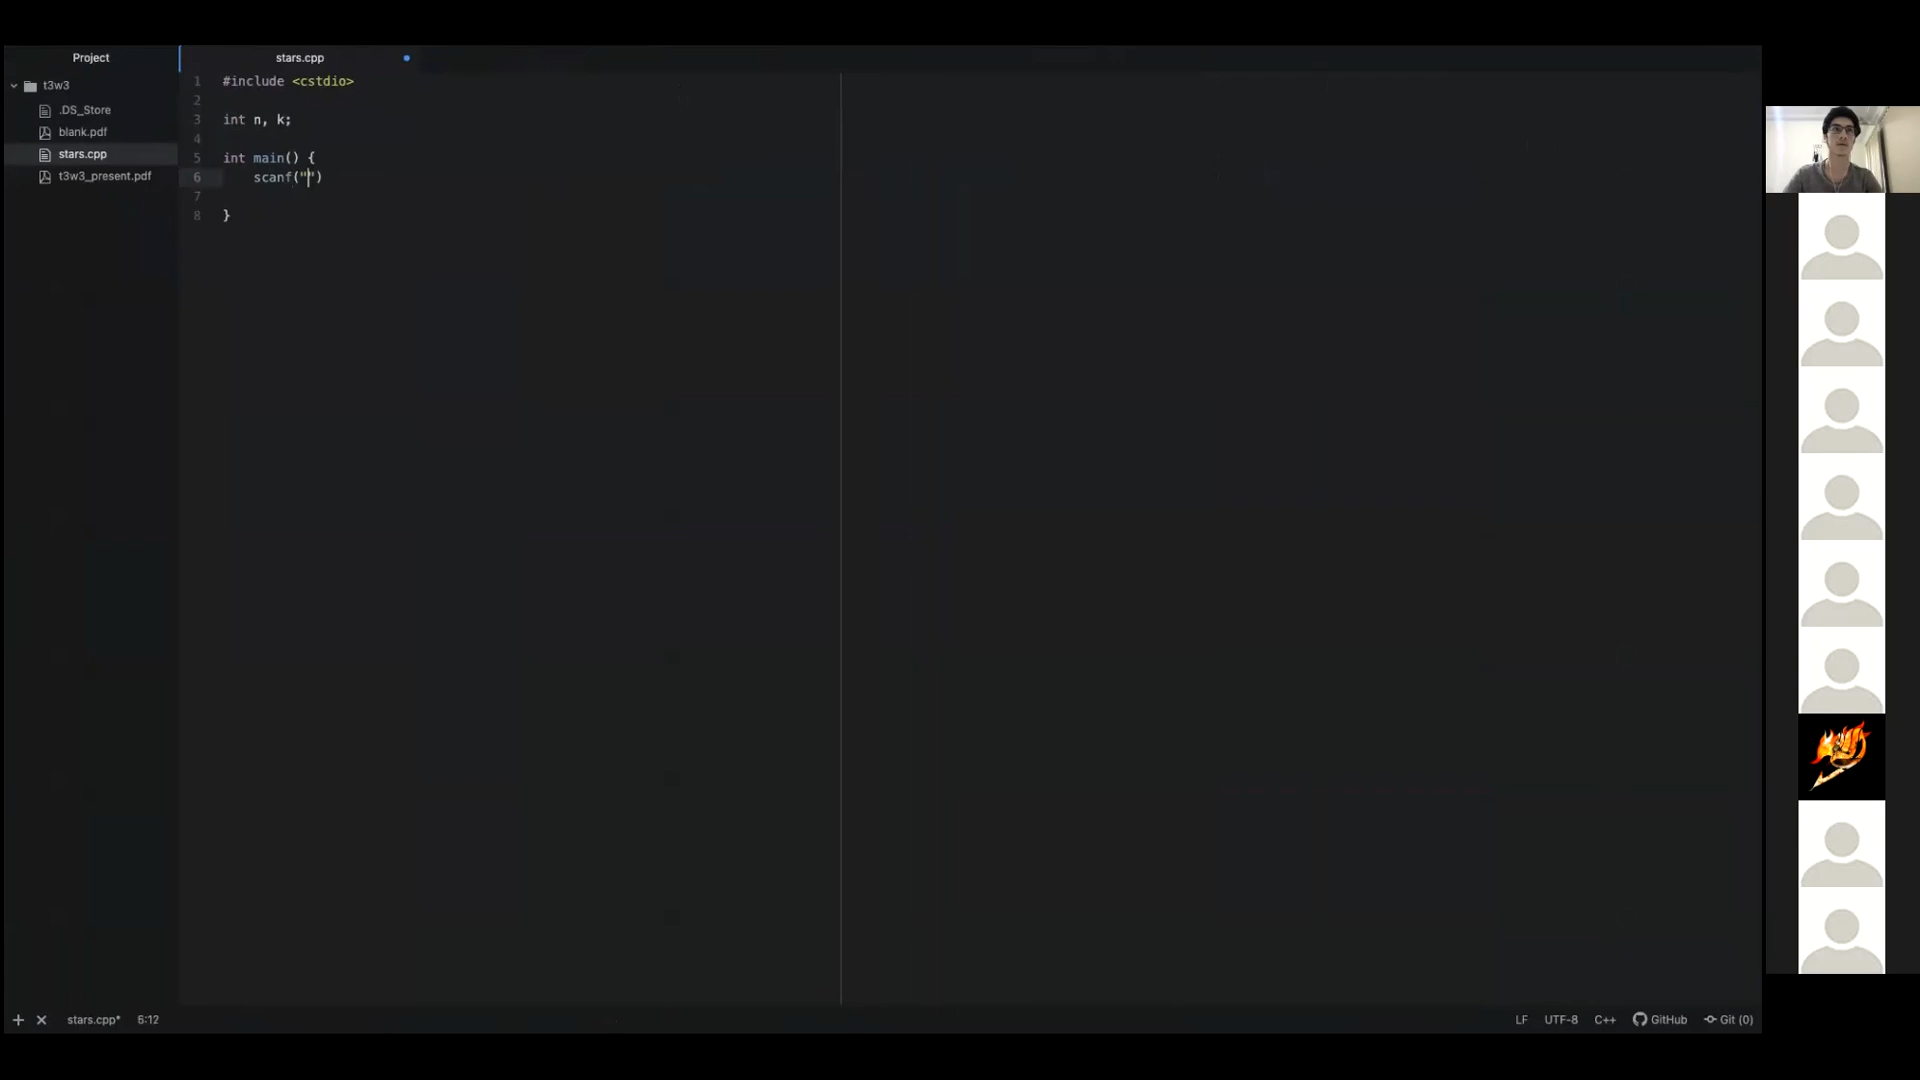 Project
t3w3
.DS_Store
blank.pdf
stars.cpp
t3w3_present.pdf
stars.cpp
1 #include <cstdio>
2
3 int n, k;
4
5 int main() {
6 scanf("")
7
8 }
stars.cpp* 6:12
LF UTF-8 C++ GitHub Git (0)